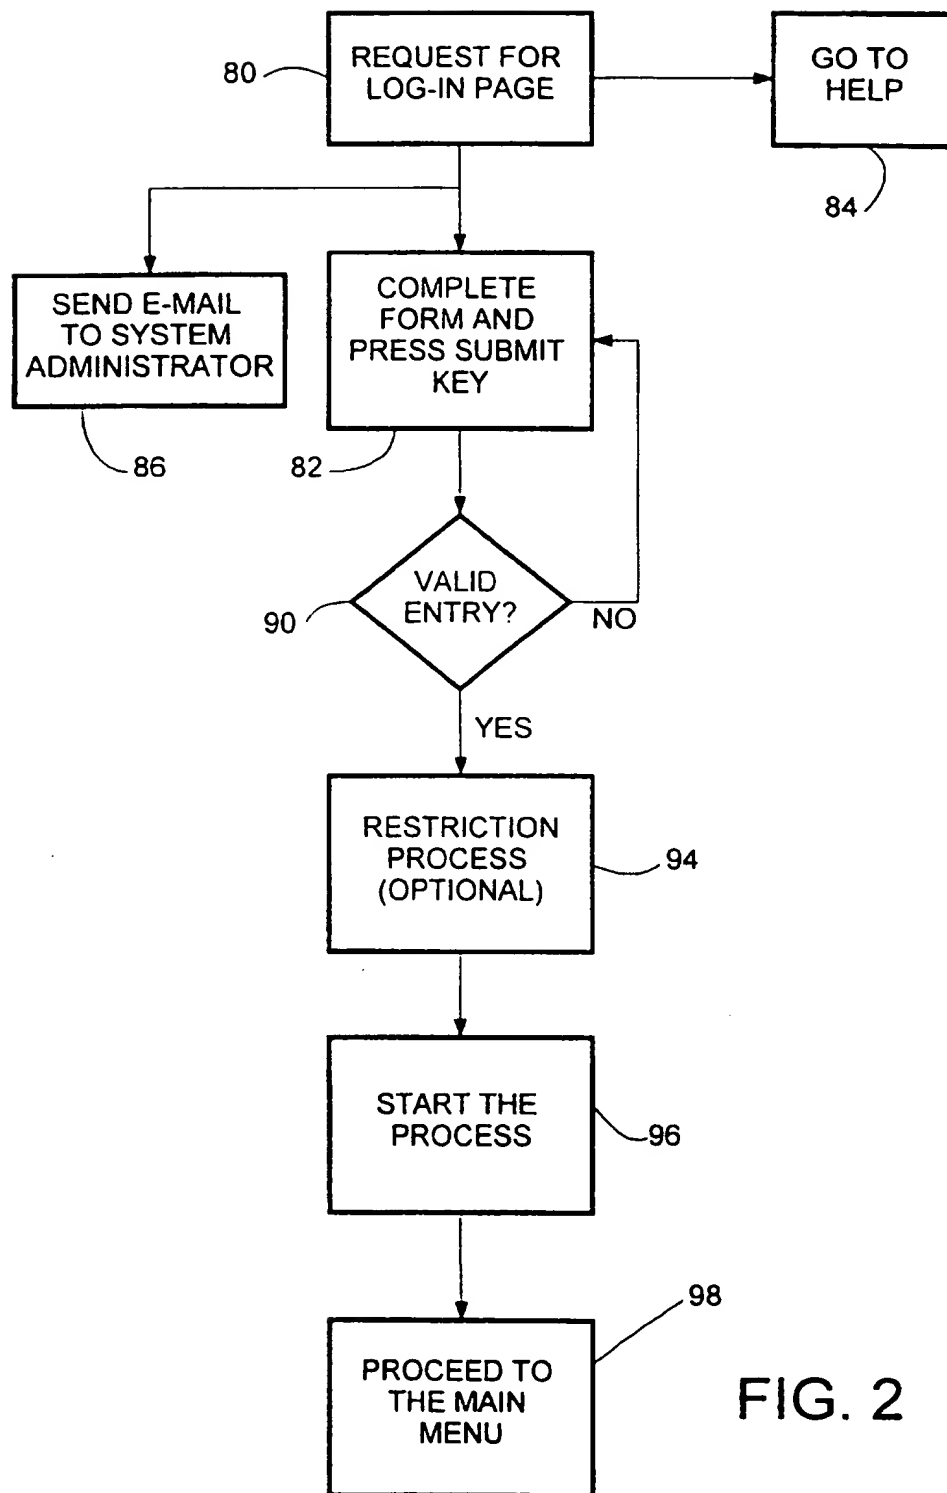 80
REQUEST FOR
LOG-IN PAGE
GO TO
HELP
84
SEND E-MAIL
TO SYSTEM
ADMINISTRATOR
86
COMPLETE
FORM AND
PRESS SUBMIT
KEY
82
90
VALID
ENTRY?
NO
YES
RESTRICTION
PROCESS
(OPTIONAL)
94
START THE
PROCESS
96
98
PROCEED TO
THE MAIN
MENU
FIG. 2